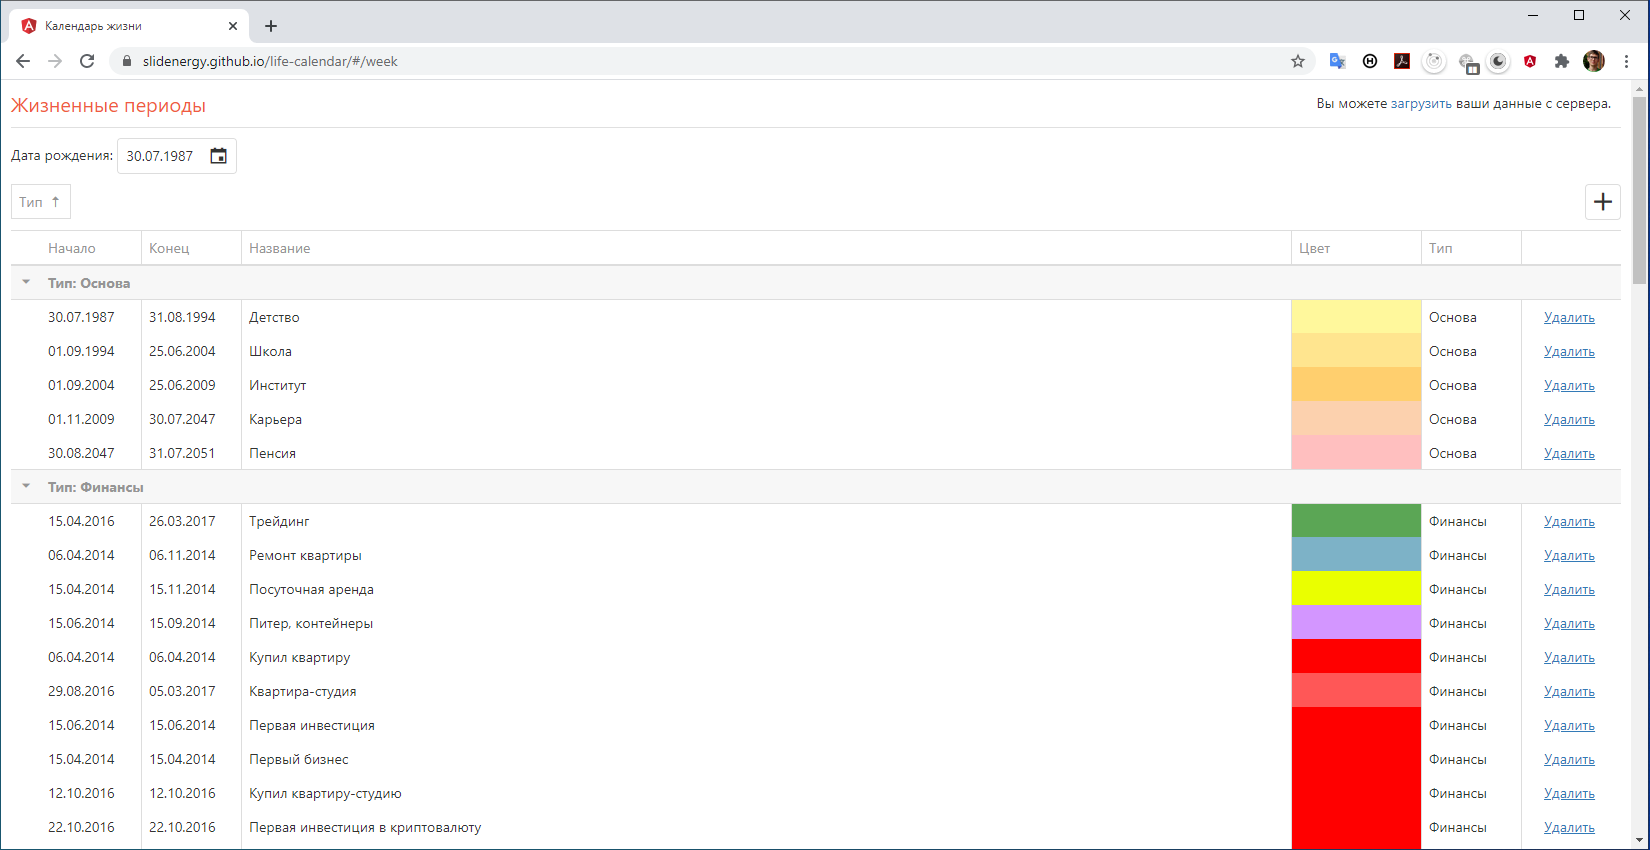 Календарь жизни
slidenergy.github.io/life-calendar/#/week
Жизненные периоды
Вы можете загрузить ваши данные с сервера.
Дата рождения: 30.07.1987
Тип ↑
Начало Конец Название Цвет Тип
Тип: Основа
30.07.1987 31.08.1994 Детство Основа Удалить
01.09.1994 25.06.2004 Школа Основа Удалить
01.09.2004 25.06.2009 Институт Основа Удалить
01.11.2009 30.07.2047 Карьера Основа Удалить
30.08.2047 31.07.2051 Пенсия Основа Удалить
Тип: Финансы
15.04.2016 26.03.2017 Трейдинг Финансы Удалить
06.04.2014 06.11.2014 Ремонт квартиры Финансы Удалить
15.04.2014 15.11.2014 Посуточная аренда Финансы Удалить
15.06.2014 15.09.2014 Питер, контейнеры Финансы Удалить
06.04.2014 06.04.2014 Купил квартиру Финансы Удалить
29.08.2016 05.03.2017 Квартира-студия Финансы Удалить
15.06.2014 15.06.2014 Первая инвестиция Финансы Удалить
15.04.2014 15.04.2014 Первый бизнес Финансы Удалить
12.10.2016 12.10.2016 Купил квартиру-студию Финансы Удалить
22.10.2016 22.10.2016 Первая инвестиция в криптовалюту Финансы Удалить